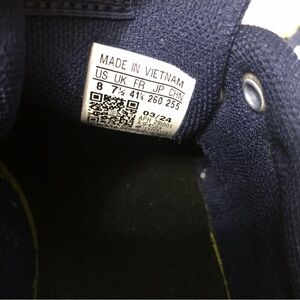 MADE IN VIETNAM
US UK FR JP CHN
8 7½ 41⅓ 260 255
03/24